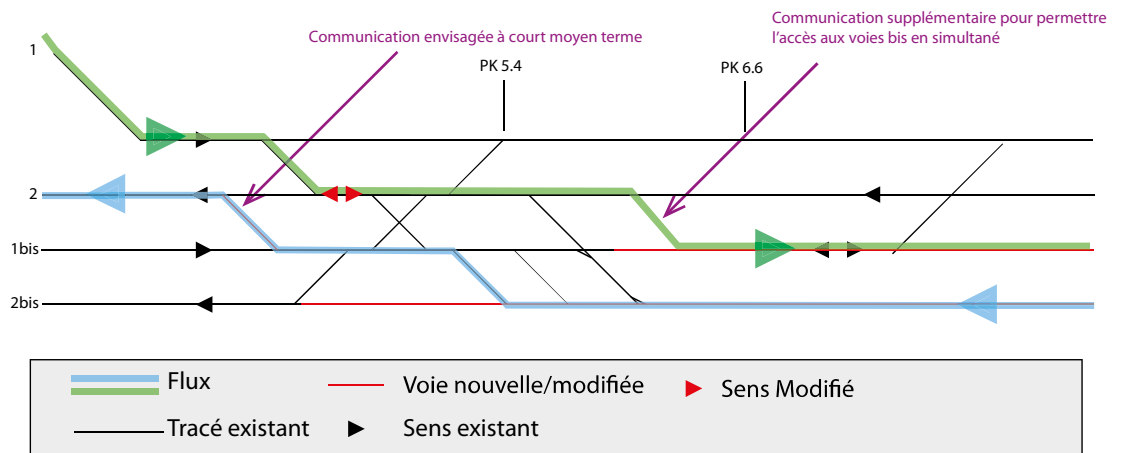 Communication supplémentaire pour permettre
l'accès aux voies bis en simultané
Communication envisagée à court moyen terme
1
PK 5.4
PK 6.6
2
1bis
2bis
Flux
Voie nouvelle/modifiée
Sens Modifié
Tracé existant
Sens existant